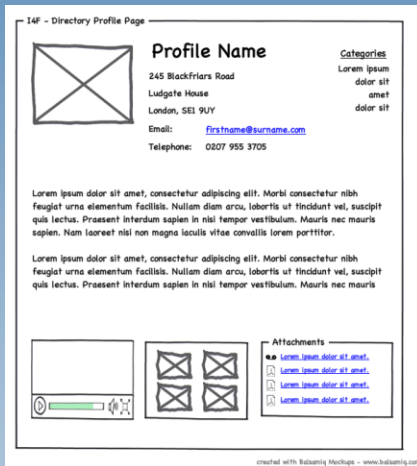 I4F - Directory Profile Page
Profile Name
245 Blackfriars Road
Ludgate House
London, SE1 9UY
Email: firstname@surname.com
Telephone: 0207 955 3705
Categories
Lorem ipsum
dolor sit
amet
dolor sit
Lorem ipsum dolor sit amet, consectetur adipiscing elit. Morbi consectetur nibh
feugiat urna elementum facilisis. Nullam diam arcu, lobortis ut tincidunt vel, suscipit
quis lectus. Praesent interdum sapien in nisi tempor vestibulum. Mauris nec mauris
sapien. Nam laoreet nisl non magna iaculis vitae convallis lorem porttitor.
Lorem ipsum dolor sit amet, consectetur adipiscing elit. Morbi consectetur nibh
feugiat urna elementum facilisis. Nullam diam arcu, lobortis ut tincidunt vel, suscipit
quis lectus. Praesent interdum sapien in nisi tempor vestibulum. Mauris nec mauris
Attachments
Lorem ipsum dolor sit amet.
Lorem ipsum dolor sit amet.
Lorem ipsum dolor sit amet.
Lorem ipsum dolor sit amet.
created with Balsamiq Mockups - www.balsamiq.com